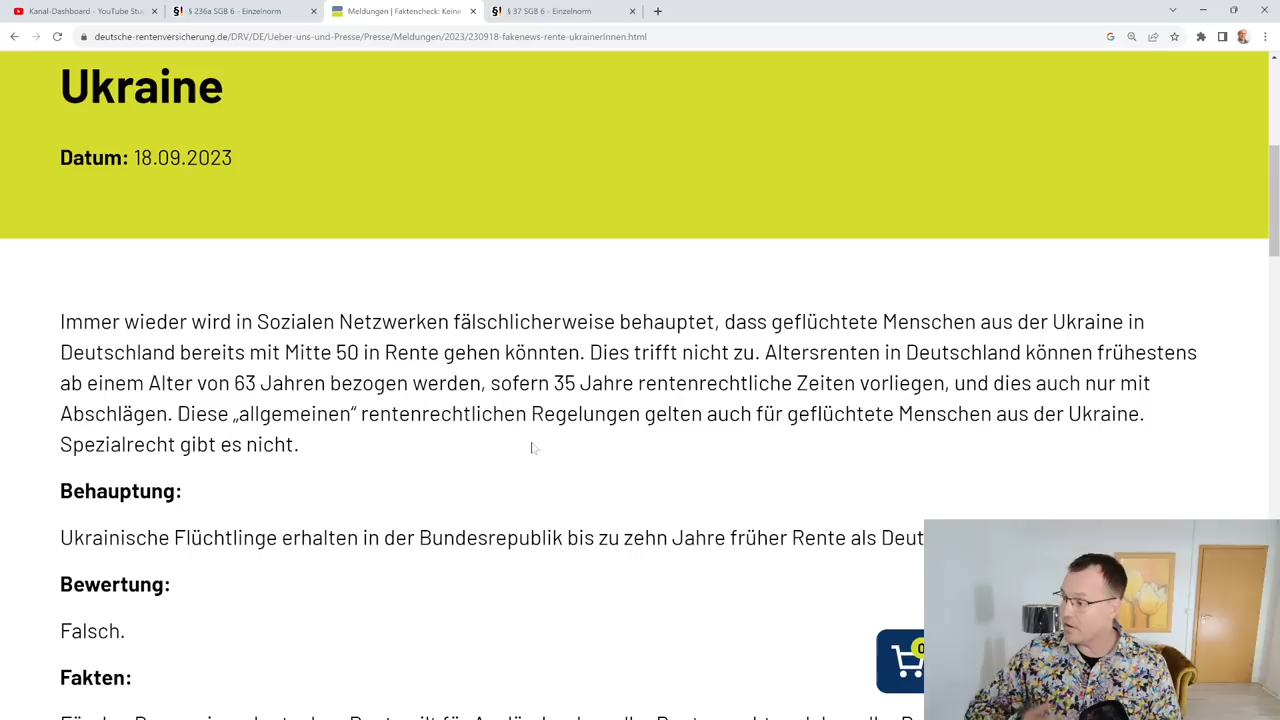 Kanal-Dashboard - YouTube Stu
§ 236a SGB 6 - Einzelnorm
Meldungen | Faktencheck: Keine
§ 37 SGB 6 - Einzelnorm
deutsche-rentenversicherung.de/DRV/DE/Ueber-uns-und-Presse/Presse/Meldungen/2023/230918-fakenews-rente-ukrainerInnen.html
Ukraine
Datum: 18.09.2023
Immer wieder wird in Sozialen Netzwerken fälschlicherweise behauptet, dass geflüchtete Menschen aus der Ukraine in
Deutschland bereits mit Mitte 50 in Rente gehen könnten. Dies trifft nicht zu. Altersrenten in Deutschland können frühestens
ab einem Alter von 63 Jahren bezogen werden, sofern 35 Jahre rentenrechtliche Zeiten vorliegen, und dies auch nur mit
Abschlägen. Diese „allgemeinen“ rentenrechtlichen Regelungen gelten auch für geflüchtete Menschen aus der Ukraine.
Spezialrecht gibt es nicht.
Behauptung:
Ukrainische Flüchtlinge erhalten in der Bundesrepublik bis zu zehn Jahre früher Rente als Deut
Bewertung:
Falsch.
0
Fakten: